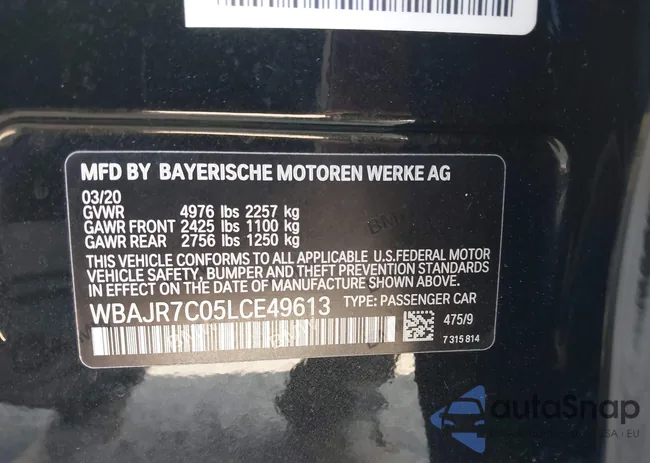 MFD BY BAYERISCHE MOTOREN WERKE AG
03/20
GVWR 4976 lbs 2257 kg
GAWR FRONT 2425 lbs 1100 kg
GAWR REAR 2756 lbs 1250 kg
THIS VEHICLE CONFORMS TO ALL APPLICABLE U.S.FEDERAL MOTOR
VEHICLE SAFETY, BUMPER AND THEFT PREVENTION STANDARDS
IN EFFECT ON THE DATE OF MANUFACTURE SHOWN ABOVE.
WBAJR7C05LCE49613 TYPE: PASSENGER CAR
475/9
7 315 814
autoSnap